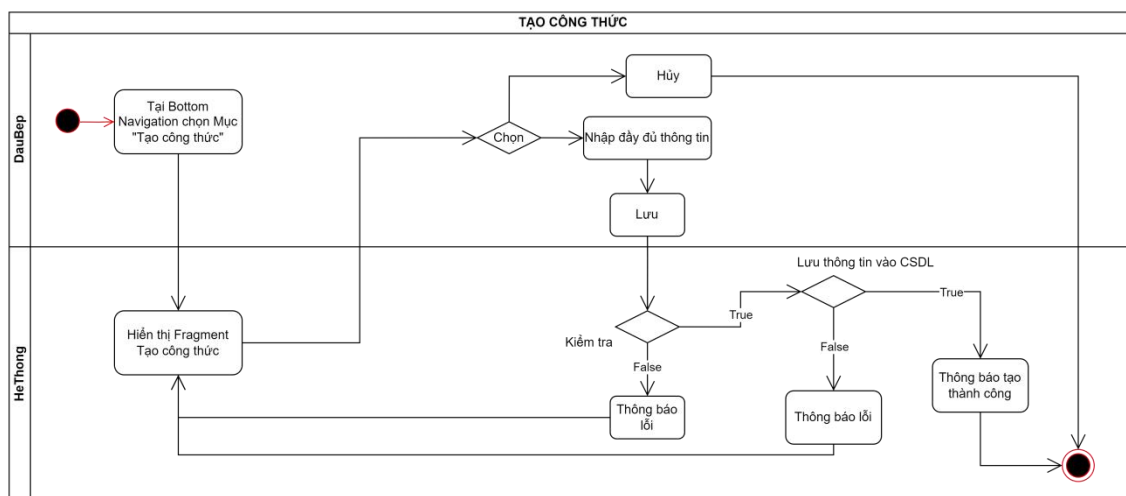 TẠO CÔNG THỨC
DauBep
Tại Bottom
Navigation chọn Mục
"Tạo công thức"
Chọn
Hủy
Nhập đầy đủ thông tin
Lưu
HeThong
Hiển thị Fragment
Tạo công thức
Kiểm tra
True
False
Thông báo
lỗi
Lưu thông tin vào CSDL
True
False
Thông báo lỗi
Thông báo tạo
thành công